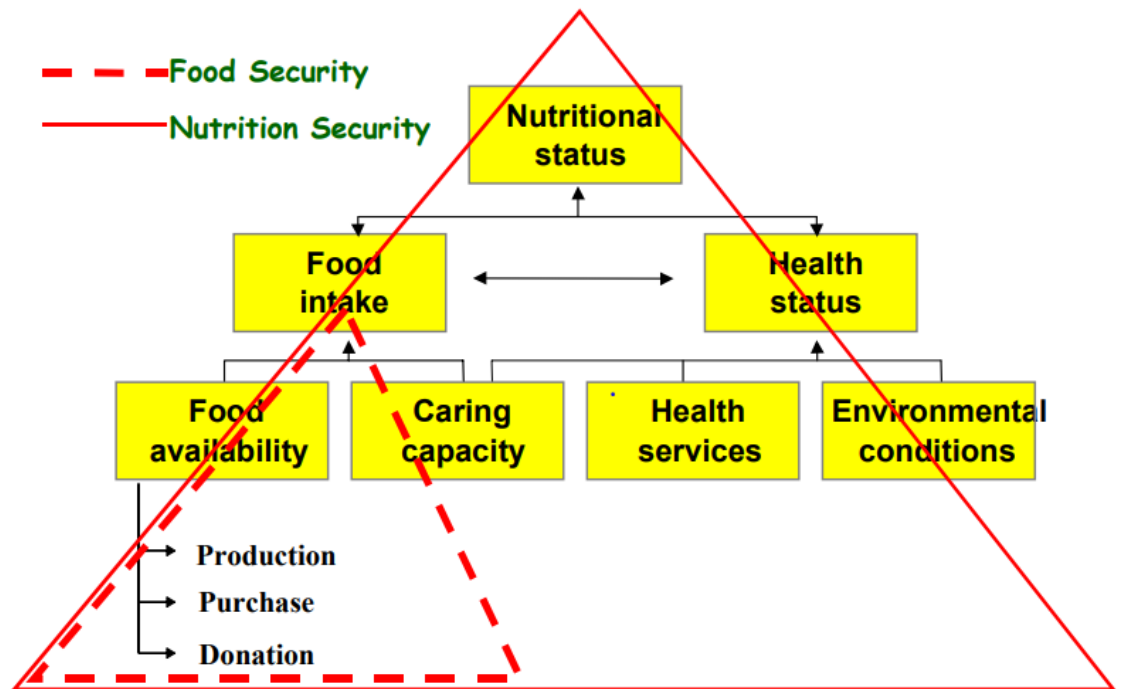 Food Security
Nutrition Security
Nutritional
status
Food
intake
Health
status
Food
availability
Caring
capacity
Health
services
Environmental
conditions
Production
Purchase
Donation